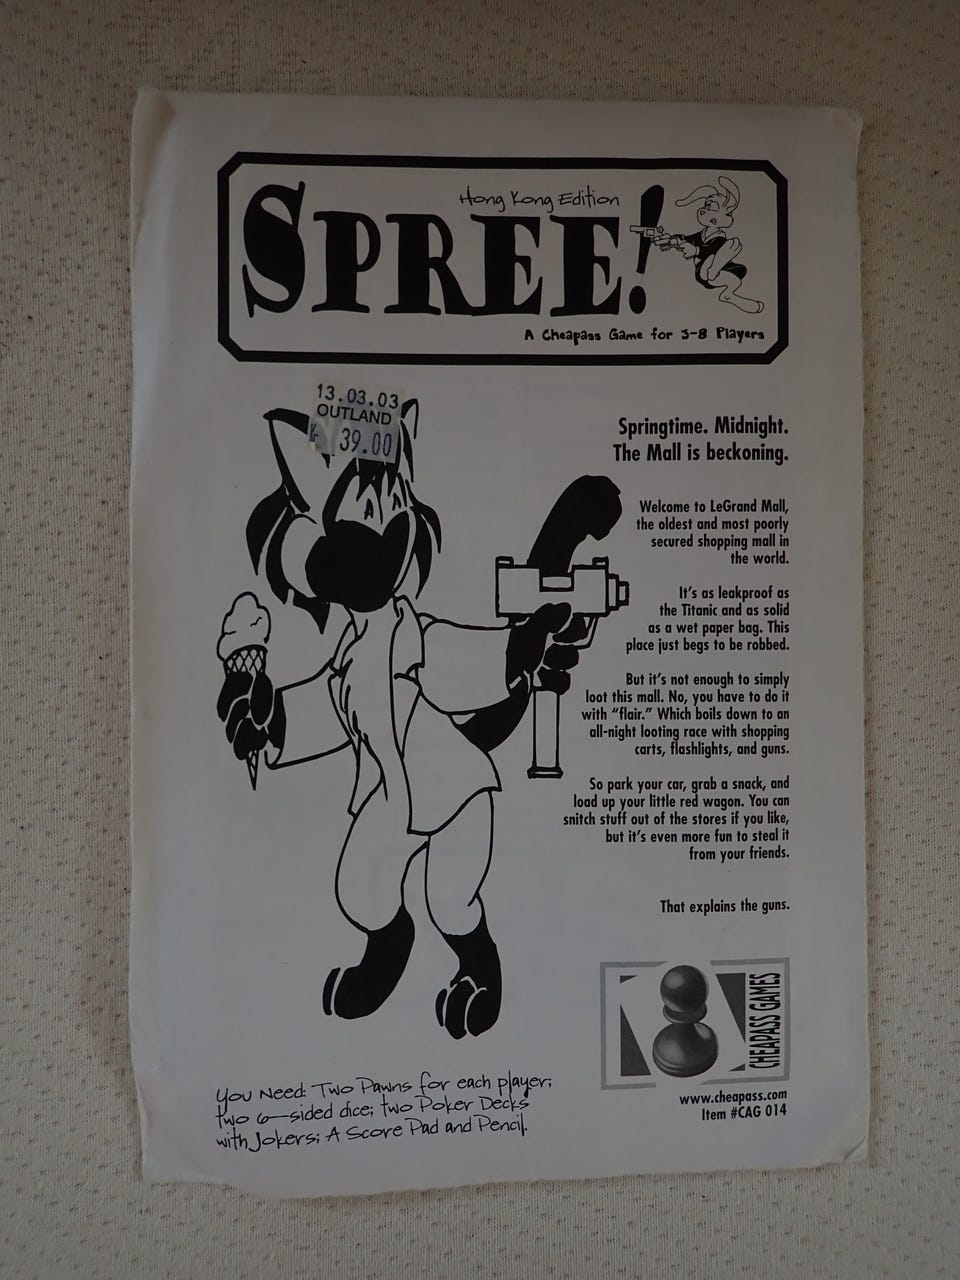 Hong Kong Edition
SPREE!
A Cheapass Game for 3-8 Players
13.03.03
OUTLAND
Kr 39.00
Springtime. Midnight.
The Mall is beckoning.
Welcome to LeGrand Mall,
the oldest and most poorly
secured shopping mall in
the world.
It's as leakproof as
the Titanic and as solid
as a wet paper bag. This
place just begs to be robbed.
But it's not enough to simply
loot this mall. No, you have to do it
with “flair.” Which boils down to an
all-night looting race with shopping
carts, flashlights, and guns.
So park your car, grab a snack, and
load up your little red wagon. You can
snitch stuff out of the stores if you like,
but it's even more fun to steal it
from your friends.
That explains the guns.
CHEAPASS GAMES
www.cheapass.com
Item #CAG 014
You Need: Two Pawns for each player;
two 6-sided dice; two Poker Decks
with Jokers; A Score Pad and Pencil.